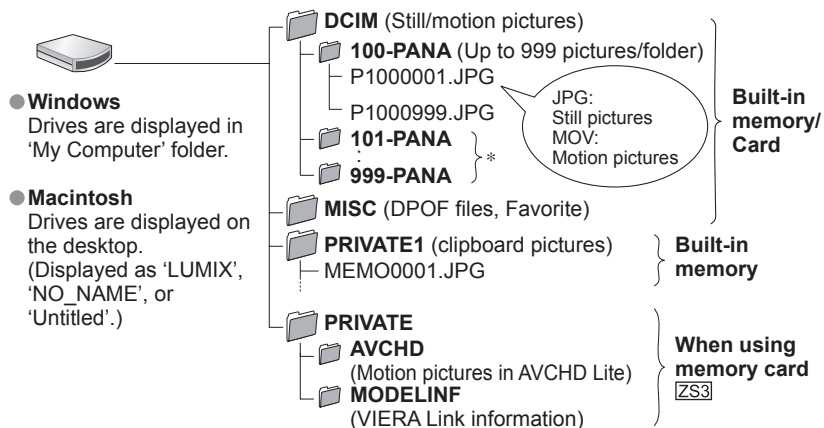 ● Windows
Drives are displayed in
‘My Computer’ folder.
● Macintosh
Drives are displayed on
the desktop.
(Displayed as ‘LUMIX’,
‘NO_NAME’, or
‘Untitled’.)
DCIM (Still/motion pictures)
100-PANA (Up to 999 pictures/folder)
P1000001.JPG
P1000999.JPG
JPG:
Still pictures
MOV:
Motion pictures
101-PANA
:
999-PANA
*
MISC (DPOF files, Favorite)
Built-in
memory/
Card
PRIVATE1 (clipboard pictures)
MEMO0001.JPG
Built-in
memory
PRIVATE
AVCHD
(Motion pictures in AVCHD Lite)
MODELINF
(VIERA Link information)
When using
memory card
ZS3